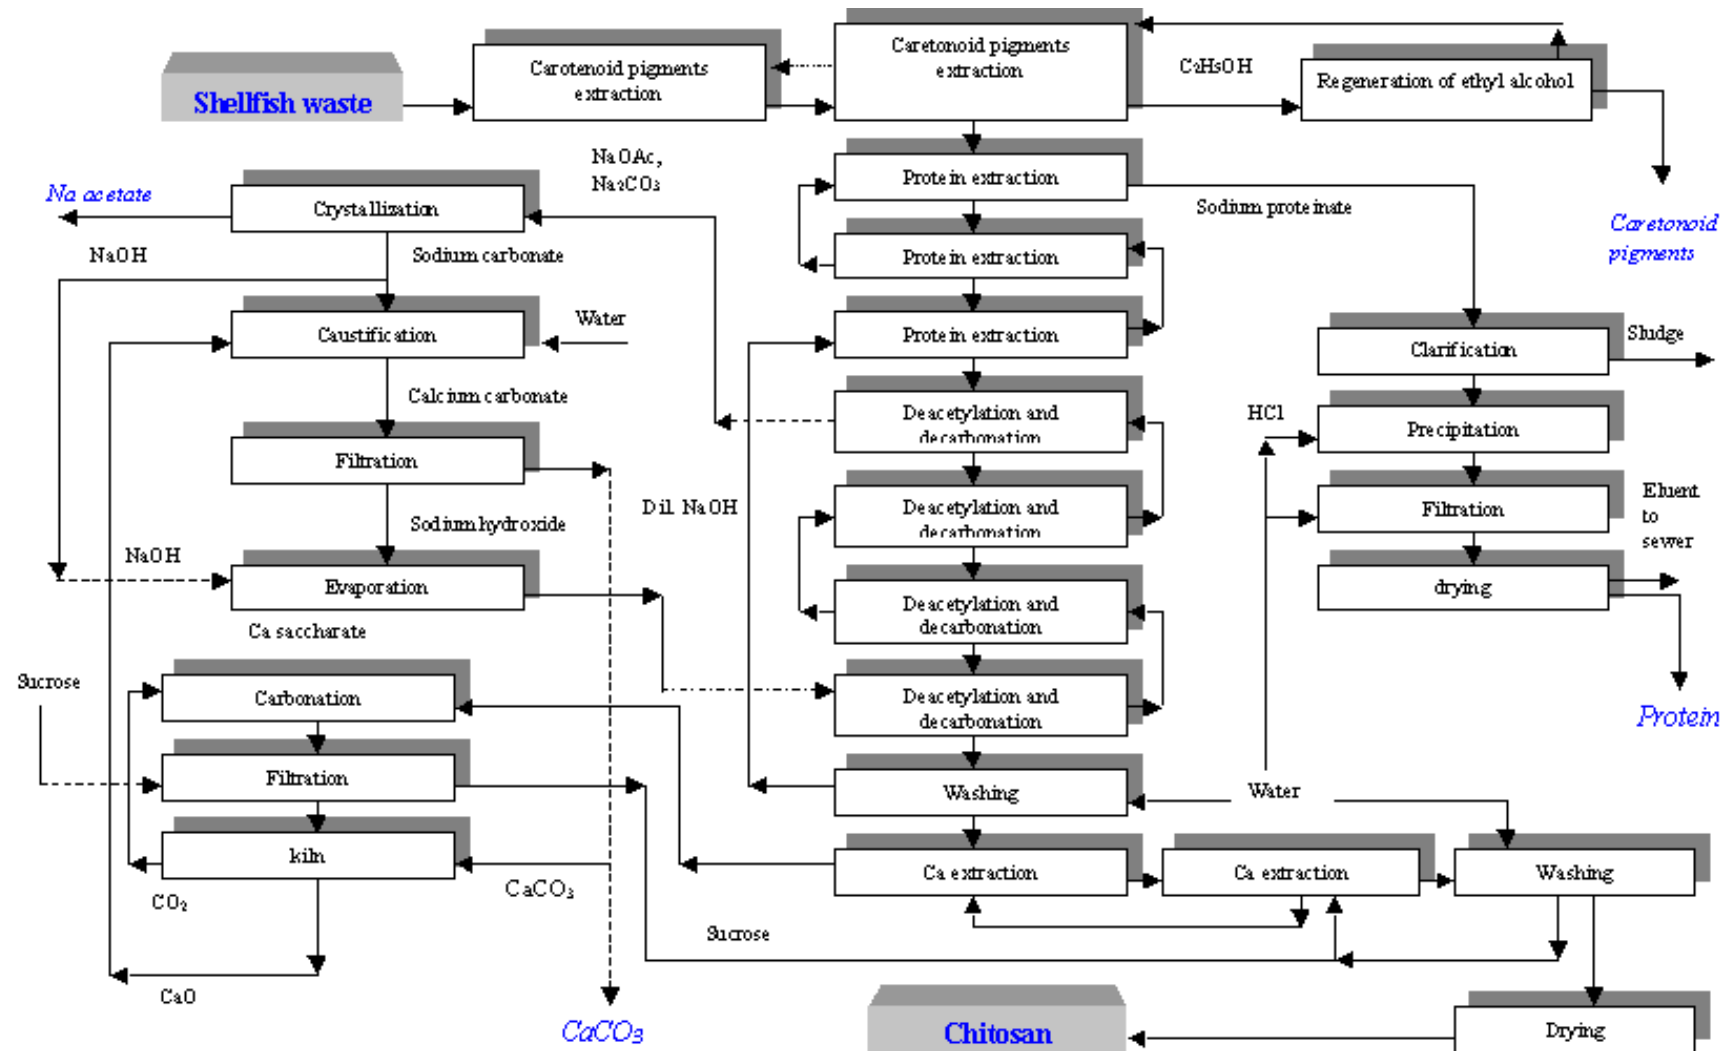 Caretonoid pigments
extraction
Carotenoid pigments
extraction
C2H5OH
Regeneration of ethyl alcohol
Shellfish waste
NaOAc,
Na2CO3
Protein extraction
Na acetate
Crystallization
Sodium proteinate
Caretonoid
pigments
NaOH
Sodium carbonate
Protein extraction
Water
Caustification
Protein extraction
Sludge
Clarification
Calcium carbonate
Deacetylation and
decarbonation
HCl
Precipitation
Filtration
Dil. NaOH
Deacetylation and
decarbonation
Filtration
Eluent
to
sewer
Sodium hydroxide
NaOH
Evaporation
Deacetylation and
decarbonation
drying
Ca saccharate
Sucrose
Carbonation
Deacetylation and
decarbonation
Protein
Filtration
Washing
Water
kiln
Ca extraction
Ca extraction
Washing
CO2
CaCO3
Sucrose
CaO
CaCO3
Chitosan
Drying